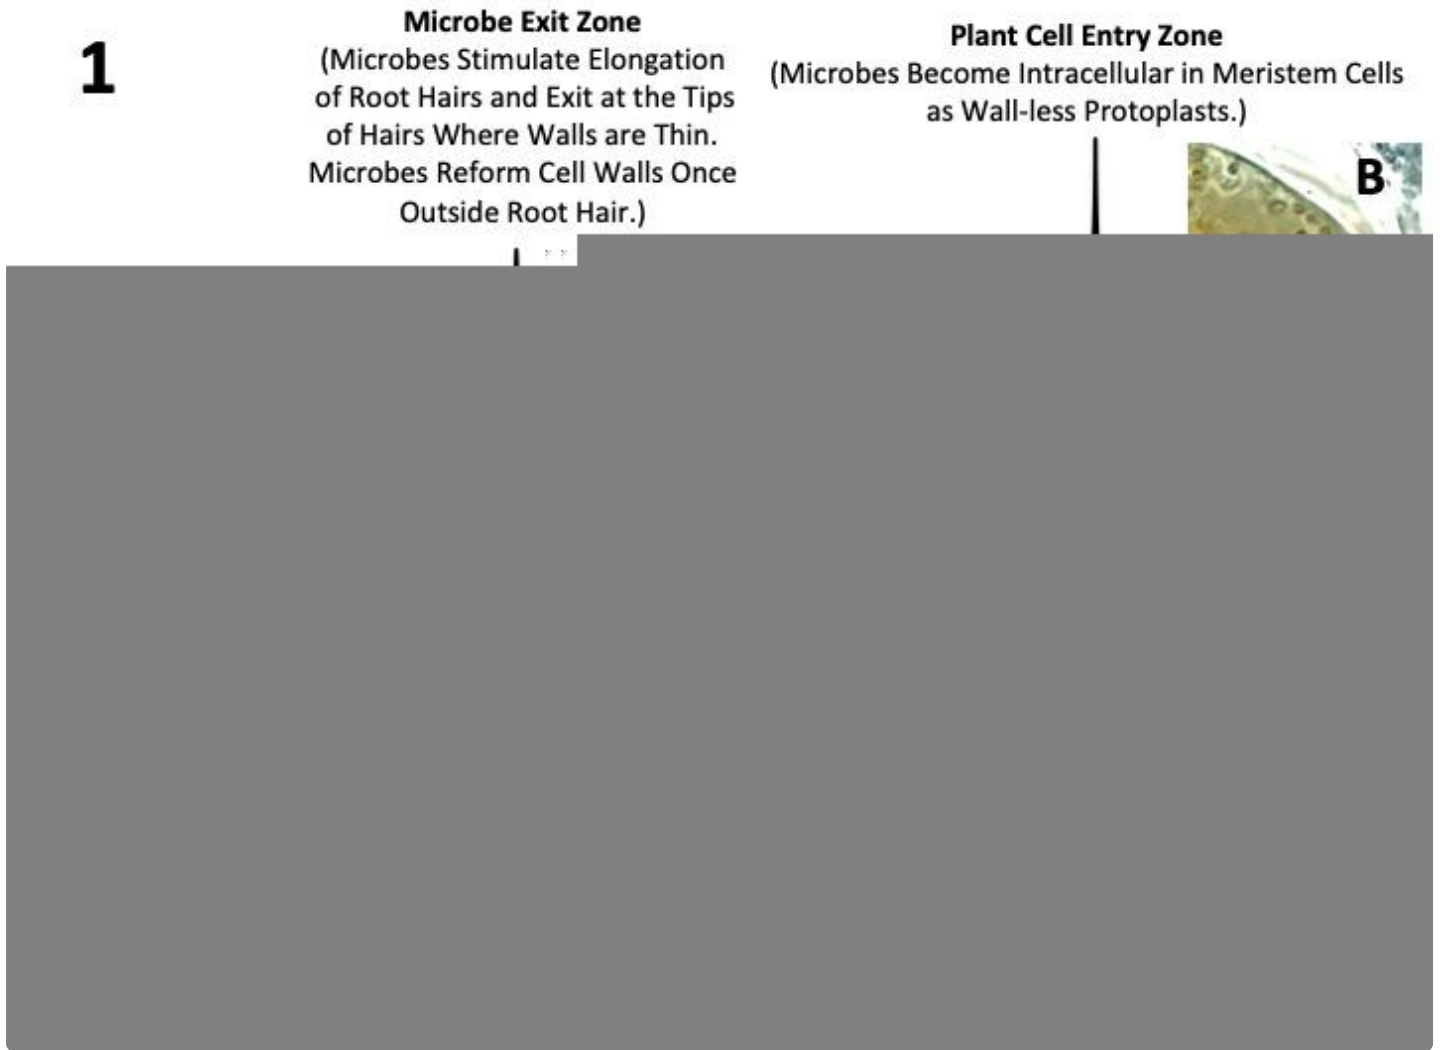 1
Microbe Exit Zone
(Microbes Stimulate Elongation
of Root Hairs and Exit at the Tips
of Hairs Where Walls are Thin.
Microbes Reform Cell Walls Once
Outside Root Hair.)
Plant Cell Entry Zone
(Microbes Become Intracellular in Meristem Cells
as Wall-less Protoplasts.)
B